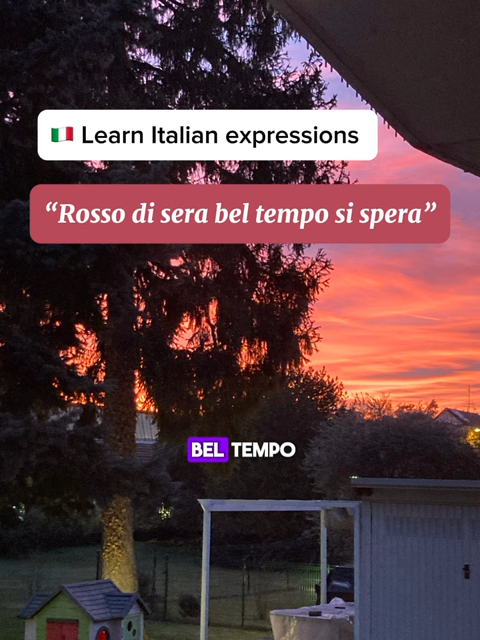 🇮🇹 Learn Italian expressions
“Rosso di sera bel tempo si spera”
BEL TEMPO